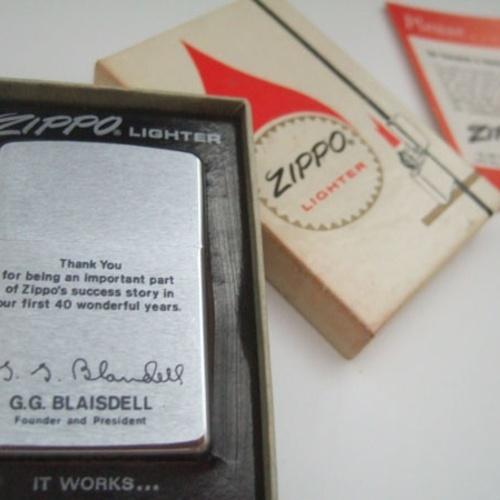 ZIPPO LIGHTER
Thank You
for being an important part
of Zippo's success story in
our first 40 wonderful years.
G. G. Blaisdell
G.G. BLAISDELL
Founder and President
IT WORKS...
ZIPPO
LIGHTER
Please